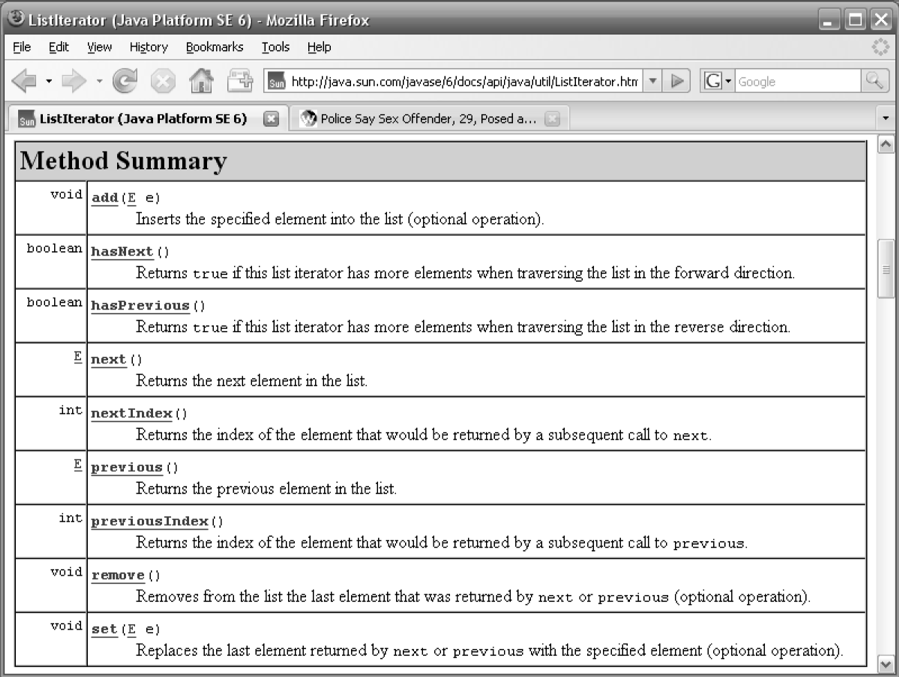 ListIterator (Java Platform SE 6) - Mozilla Firefox
File Edit View History Bookmarks Tools Help
Sun http://java.sun.com/javase/6/docs/api/java/util/ListIterator.htm G Google
Sun ListIterator (Java Platform SE 6) W Police Say Sex Offender, 29, Posed a...
Method Summary
void add(E e)
Inserts the specified element into the list (optional operation).
boolean hasNext()
Returns true if this list iterator has more elements when traversing the list in the forward direction.
boolean hasPrevious()
Returns true if this list iterator has more elements when traversing the list in the reverse direction.
E next()
Returns the next element in the list.
int nextIndex()
Returns the index of the element that would be returned by a subsequent call to next.
E previous()
Returns the previous element in the list.
int previousIndex()
Returns the index of the element that would be returned by a subsequent call to previous.
void remove()
Removes from the list the last element that was returned by next or previous (optional operation).
void set(E e)
Replaces the last element returned by next or previous with the specified element (optional operation).